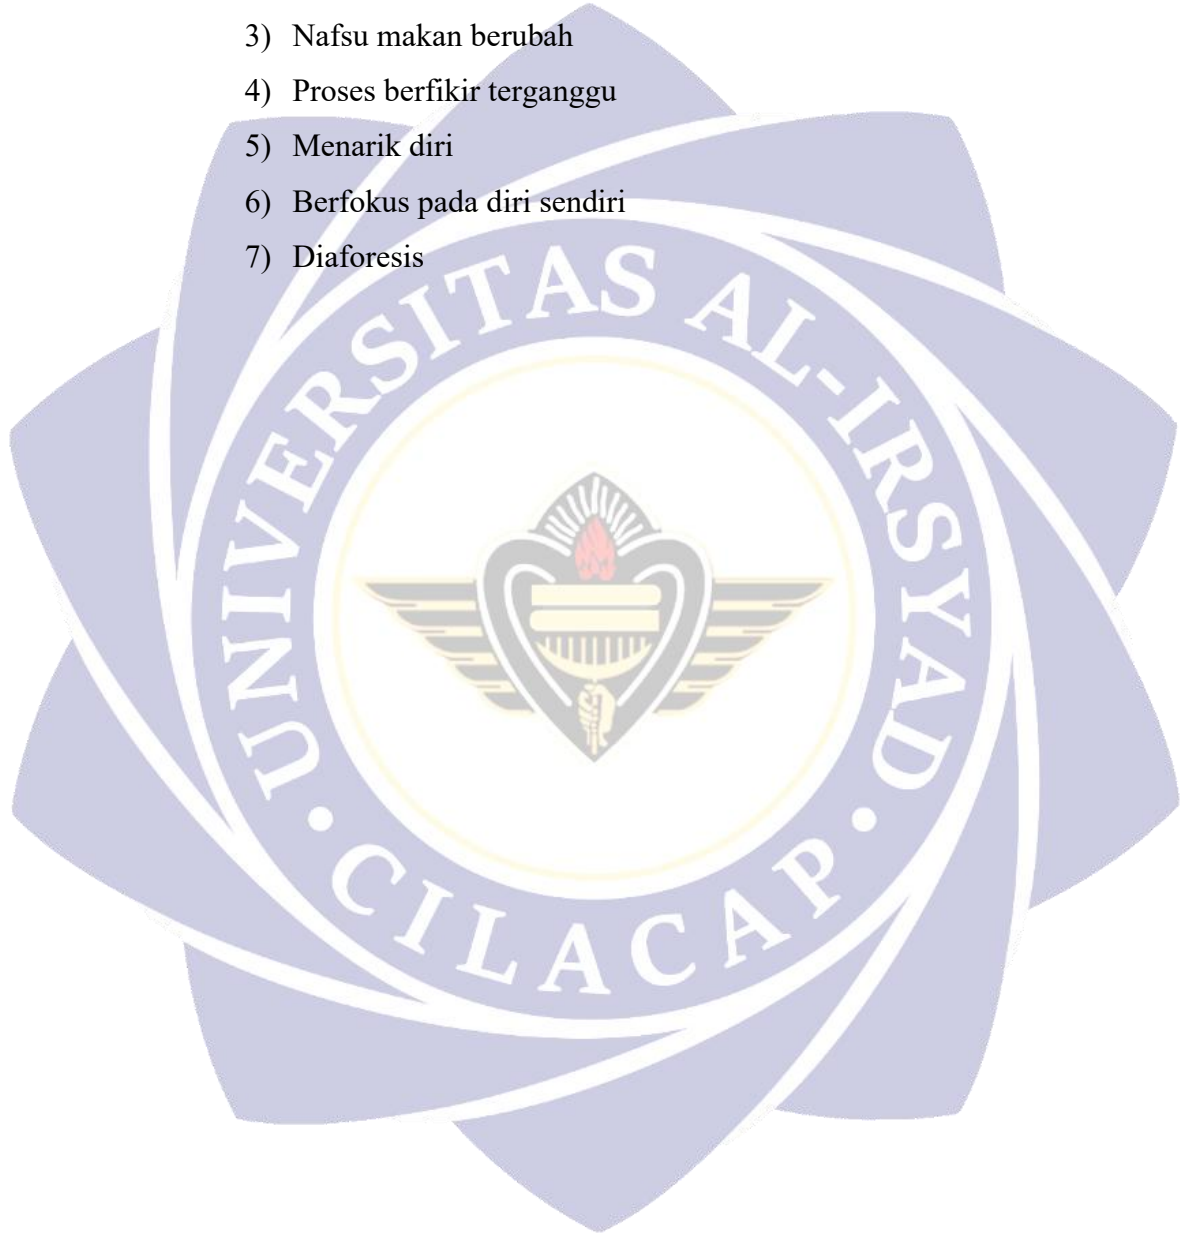 3) Nafsu makan berubah
4) Proses berfikir terganggu
5) Menarik diri
6) Berfokus pada diri sendiri
7) Diaforesis
UNIVERSITAS AL-IRSYAD
• CILACAP •